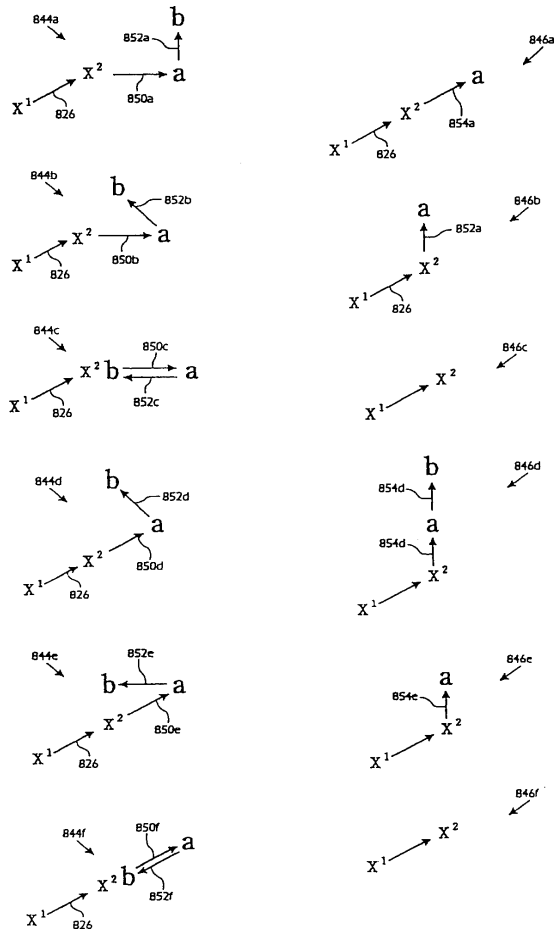 844a
852a
b
X²
a
X¹
826
850a
846a
a
X²
854a
X¹
826
844b
b
852b
X²
a
X¹
826
850b
846b
a
852a
X²
X¹
826
844c
850c
X²
b
a
X¹
826
852c
846c
X²
X¹
844d
b
852d
a
X²
850d
X¹
826
846d
b
854d
a
854d
X²
X¹
844e
852e
b
a
X²
850e
X¹
826
846e
a
854e
X²
X¹
844f
850f
a
X²
b
852f
X¹
826
846f
X²
X¹